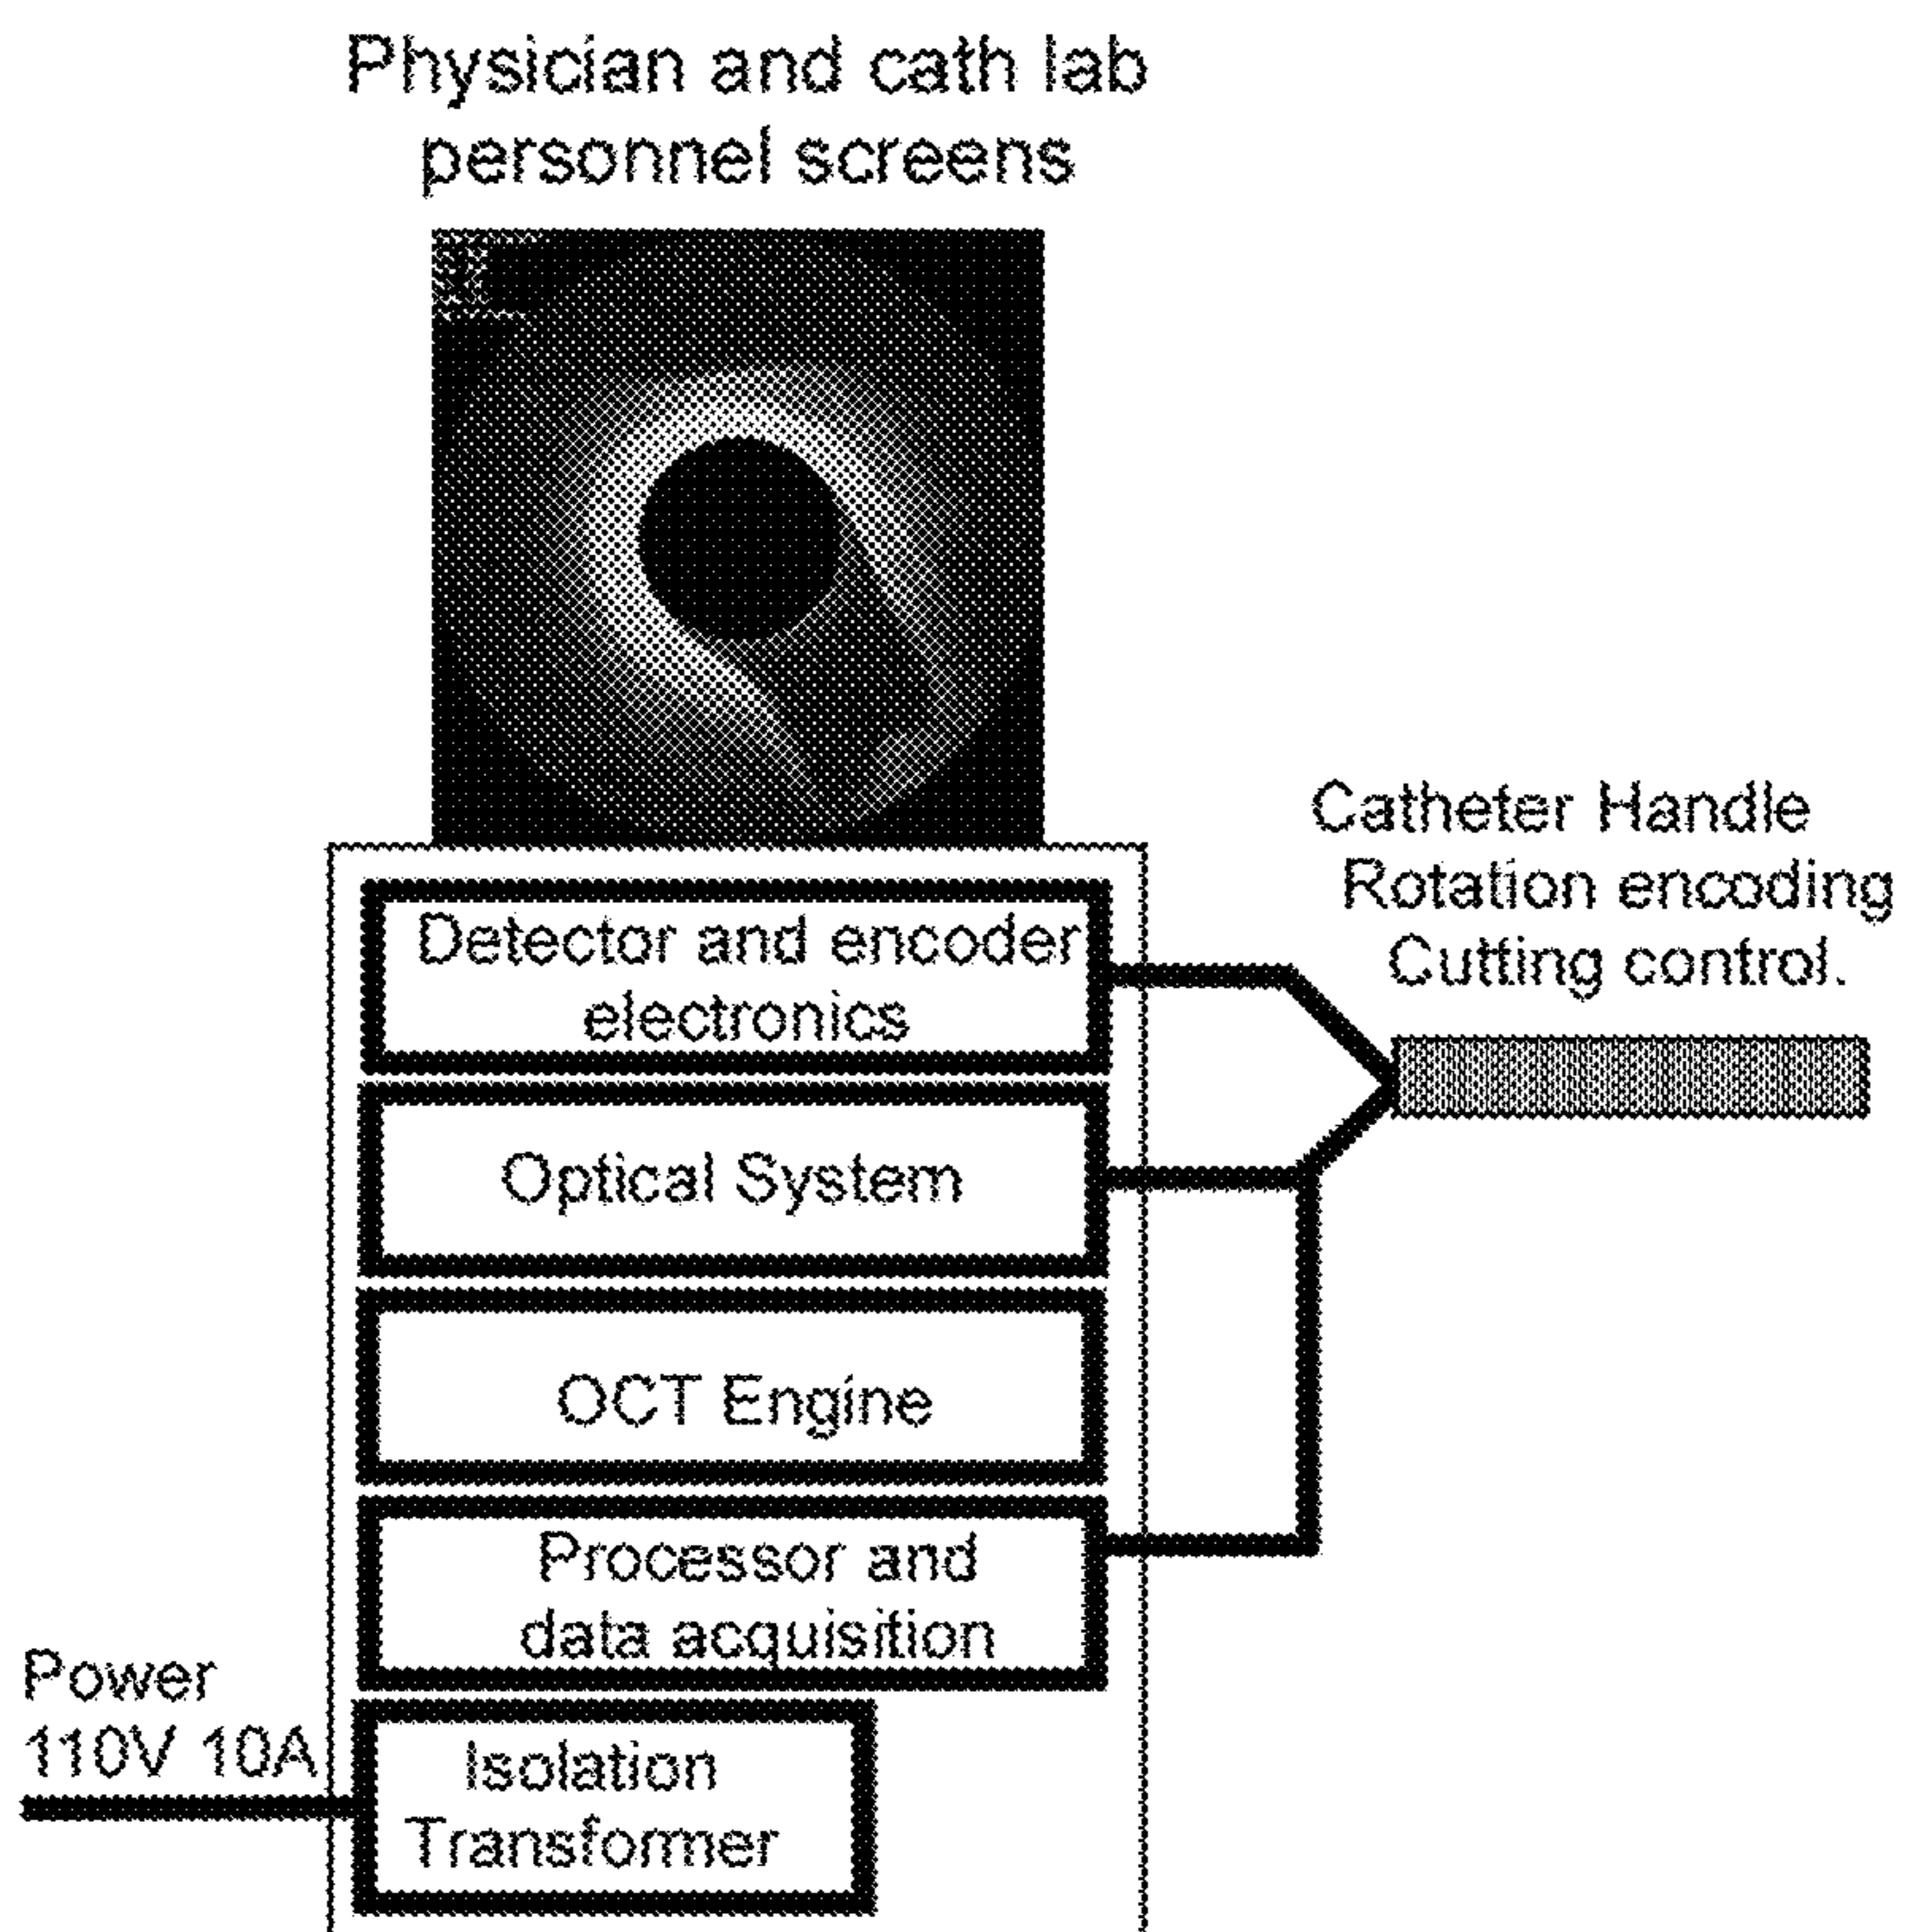 Physician and cath lab
personnel screens
Catheter Handle
Rotation encoding
Cutting control.
Detector and encoder
electronics
Optical System
OCT Engine
Processor and
data acquisition
Power
110V 10A
Isolation
Transformer